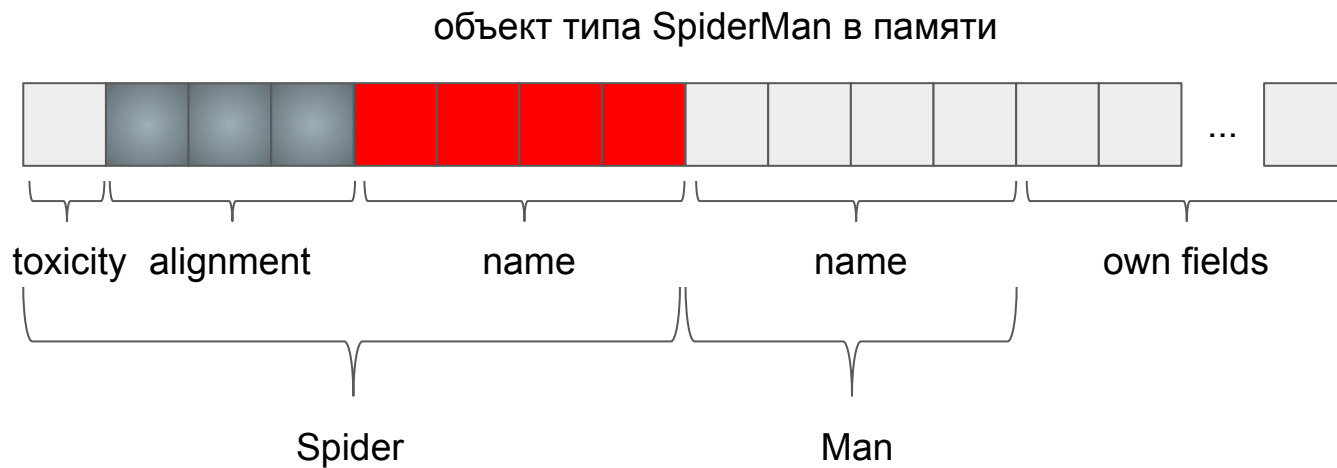 объект типа SpiderMan в памяти
...
toxicity alignment name name own fields
Spider Man